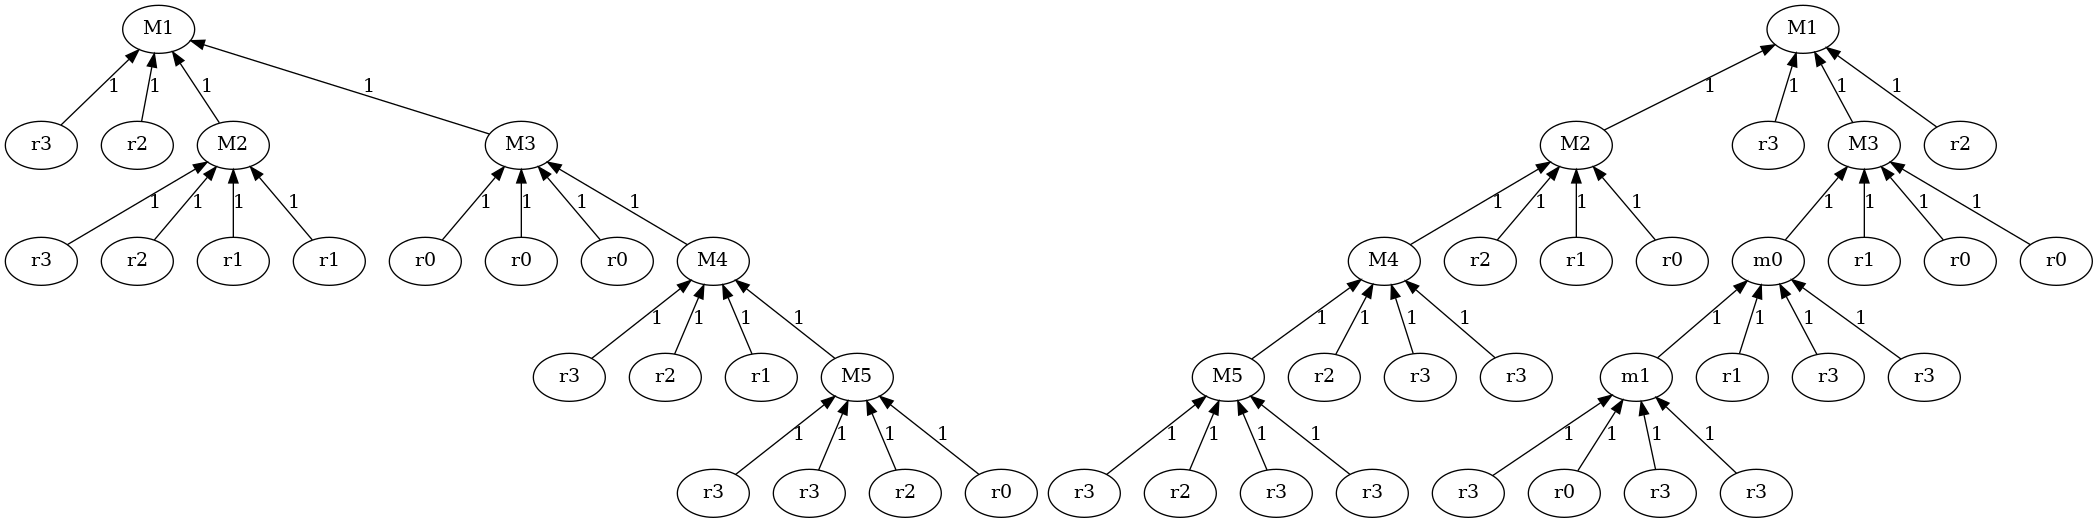 M1 M1
1 1 1 1 1 1 1 1
r3 r2 M2 M3 M2 r3 M3 r2
1 1 1 1 1 1 1 1 1 1 1 1 1 1 1 1
r3 r2 r1 r1 r0 r0 r0 M4 M4 r2 r1 r0 m0 r1 r0 r0
1 1 1 1 1 1 1 1 1 1 1 1
r3 r2 r1 M5 M5 r2 r3 r3 m1 r1 r3 r3
1 1 1 1 1 1 1 1 1 1 1 1
r3 r3 r2 r0 r3 r2 r3 r3 r3 r0 r3 r3